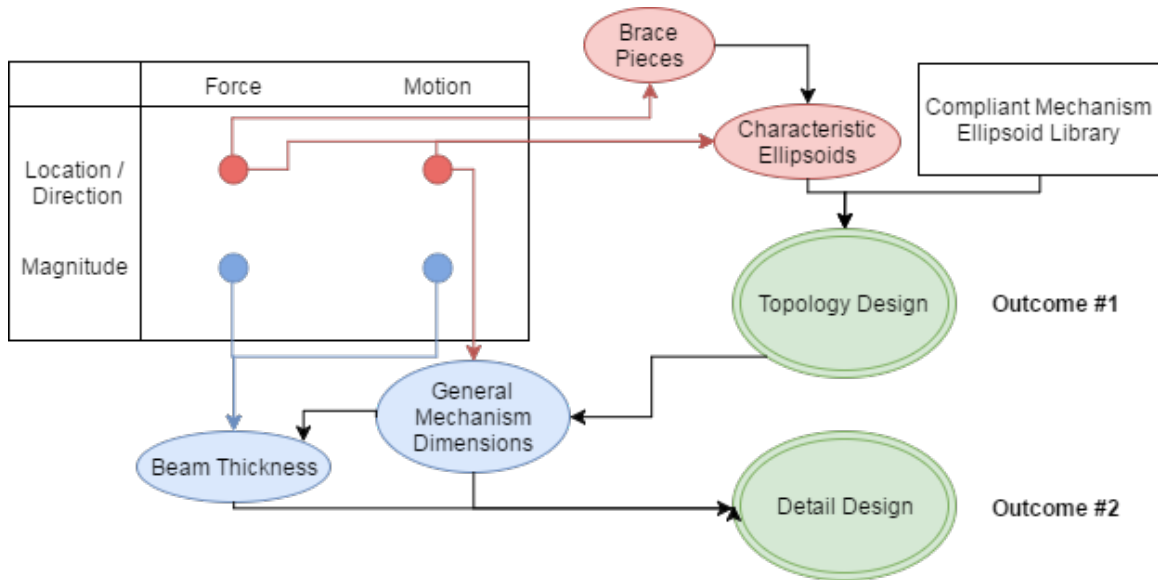 Brace
Pieces
Force
Motion
Characteristic
Ellipsoids
Compliant Mechanism
Ellipsoid Library
Location /
Direction
Magnitude
Topology Design
Outcome #1
General
Mechanism
Dimensions
Beam Thickness
Detail Design
Outcome #2